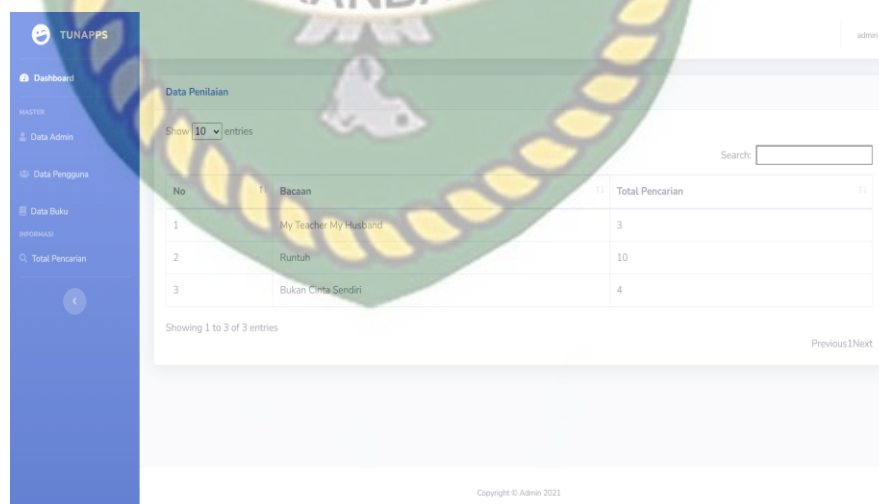 ANDA
TUNAPPS
admin
Dashboard
Data Penilaian
MASTER
Data Admin
Show 10 entries
Search:
Data Pengguna
No Bacaan Total Pencarian
Data Buku
1 My Teacher My Husband 3
INFORMASI
2 Runtuh 10
Total Pencarian
3 Bukan Cinta Sendiri 4
Showing 1 to 3 of 3 entries
Previous1Next
Copyright © Admin 2021